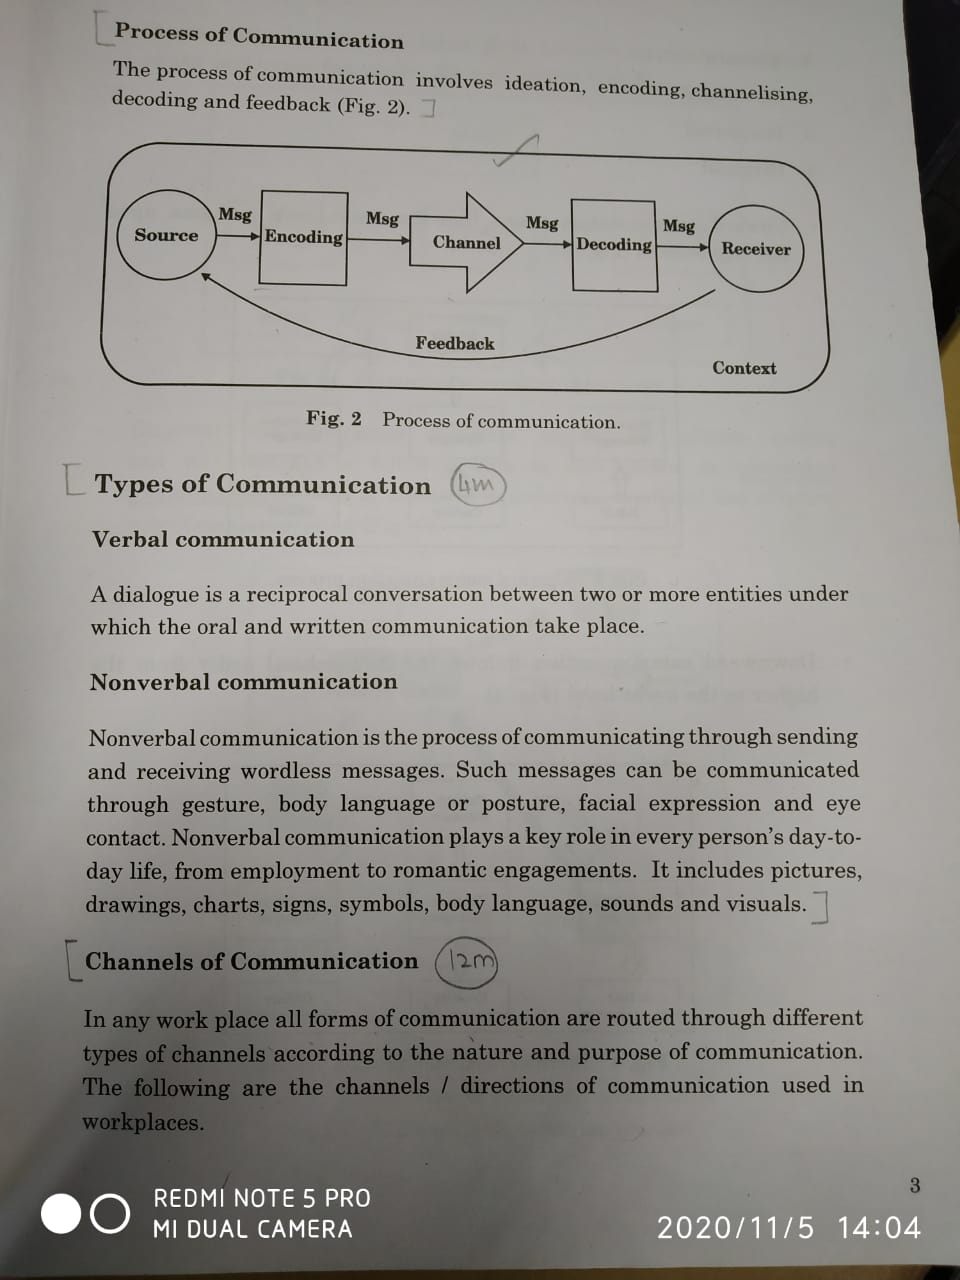 Process of Communication
The process of communication involves ideation, encoding, channelising,
decoding and feedback (Fig. 2).
Msg
Msg
Msg
Msg
Source
Encoding
Channel
Decoding
Receiver
Feedback
Context
Fig. 2 Process of communication.
Types of Communication 4m
Verbal communication
A dialogue is a reciprocal conversation between two or more entities under
which the oral and written communication take place.
Nonverbal communication
Nonverbal communication is the process of communicating through sending
and receiving wordless messages. Such messages can be communicated
through gesture, body language or posture, facial expression and eye
contact. Nonverbal communication plays a key role in every person's day-to-
day life, from employment to romantic engagements. It includes pictures,
drawings, charts, signs, symbols, body language, sounds and visuals.
Channels of Communication 12m
In any work place all forms of communication are routed through different
types of channels according to the nature and purpose of communication.
The following are the channels / directions of communication used in
workplaces.
3
REDMI NOTE 5 PRO
MI DUAL CAMERA
2020/11/5 14:04